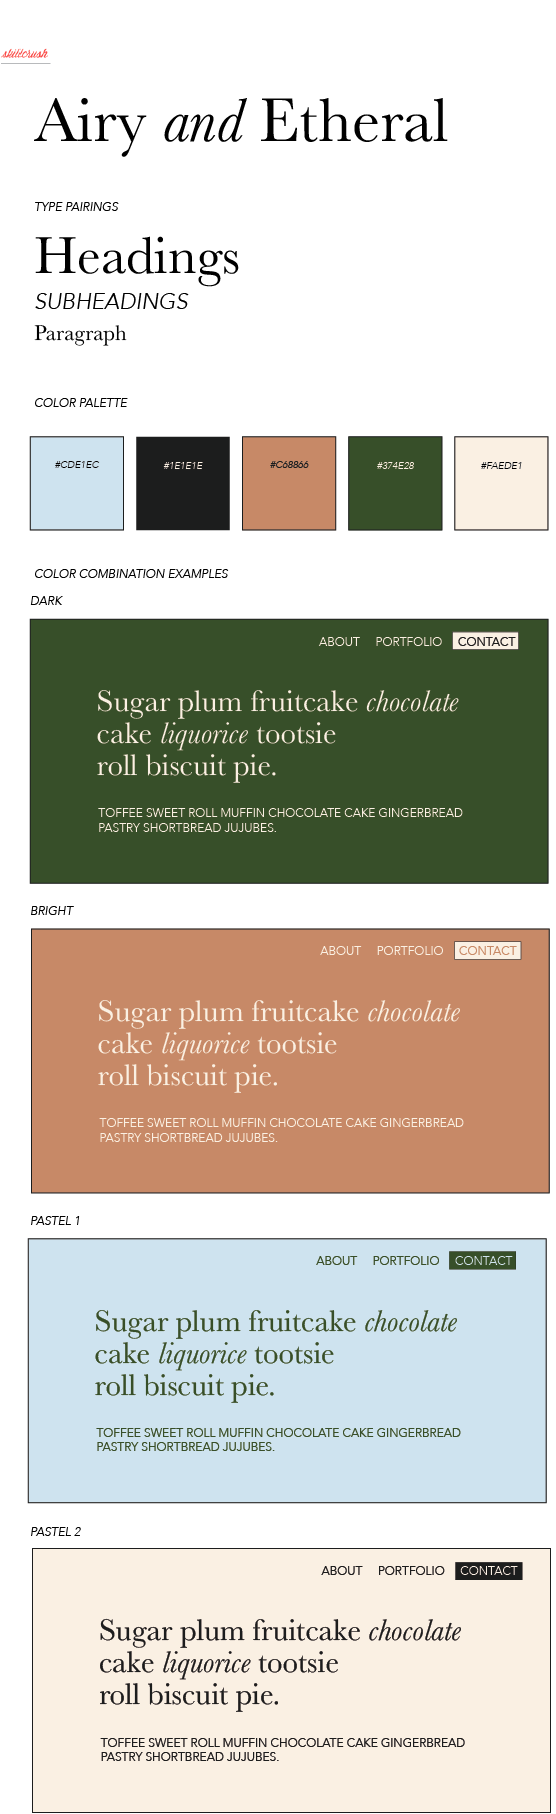 skillcrush
Airy and Etheral
TYPE PAIRINGS
Headings
SUBHEADINGS
Paragraph
COLOR PALETTE
#CDE1EC #1E1E1E #C68866 #374E28 #FAEDE1
COLOR COMBINATION EXAMPLES
DARK
ABOUT PORTFOLIO CONTACT
Sugar plum fruitcake chocolate
cake liquorice tootsie
roll biscuit pie.
TOFFEE SWEET ROLL MUFFIN CHOCOLATE CAKE GINGERBREAD
PASTRY SHORTBREAD JUJUBES.
BRIGHT
ABOUT PORTFOLIO CONTACT
Sugar plum fruitcake chocolate
cake liquorice tootsie
roll biscuit pie.
TOFFEE SWEET ROLL MUFFIN CHOCOLATE CAKE GINGERBREAD
PASTRY SHORTBREAD JUJUBES.
PASTEL 1
ABOUT PORTFOLIO CONTACT
Sugar plum fruitcake chocolate
cake liquorice tootsie
roll biscuit pie.
TOFFEE SWEET ROLL MUFFIN CHOCOLATE CAKE GINGERBREAD
PASTRY SHORTBREAD JUJUBES.
PASTEL 2
ABOUT PORTFOLIO CONTACT
Sugar plum fruitcake chocolate
cake liquorice tootsie
roll biscuit pie.
TOFFEE SWEET ROLL MUFFIN CHOCOLATE CAKE GINGERBREAD
PASTRY SHORTBREAD JUJUBES.